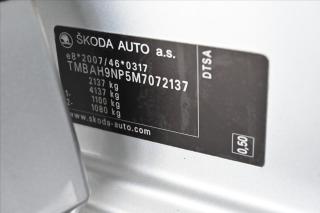 ŠKODA AUTO a.s.
e8*2007/46*0317
TMBAH9NP5M7072137
2137 kg
4137 kg
1- 1100 kg
2- 1080 kg
www.skoda-auto.com
DTSA
0,50